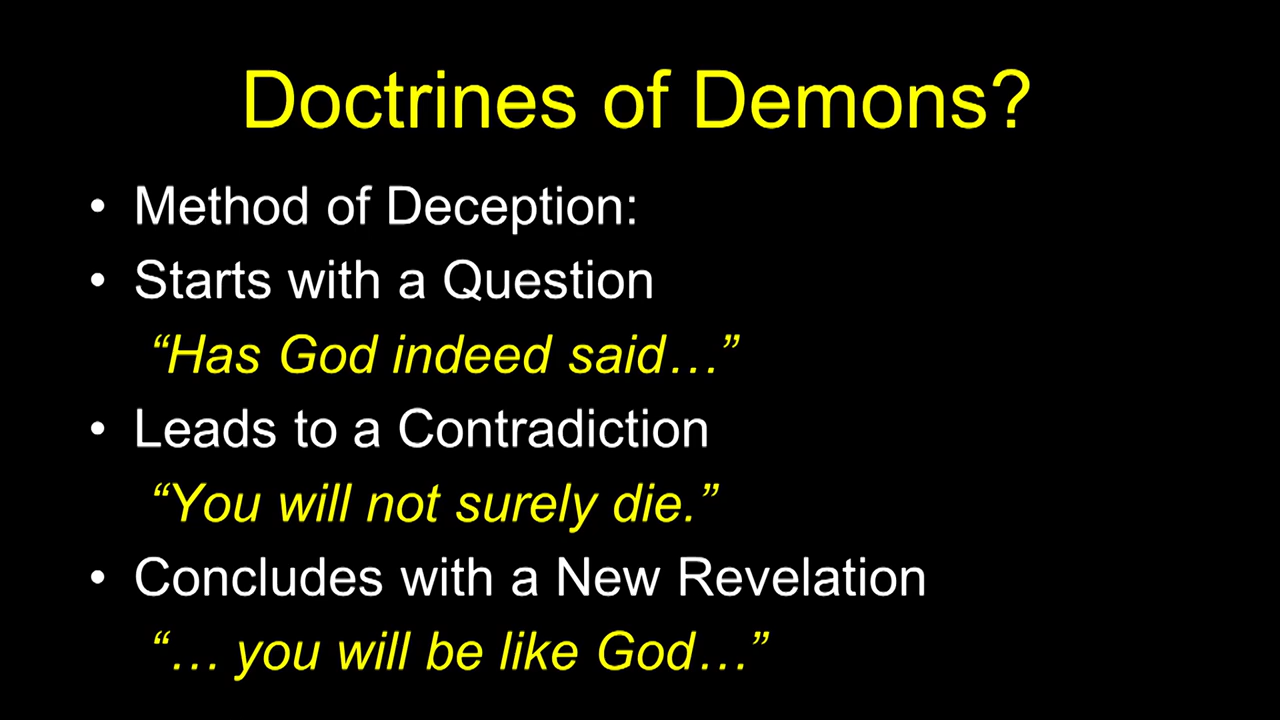 Doctrines of Demons?
• Method of Deception:
• Starts with a Question
“Has God indeed said…”
• Leads to a Contradiction
“You will not surely die.”
• Concludes with a New Revelation
“… you will be like God…”